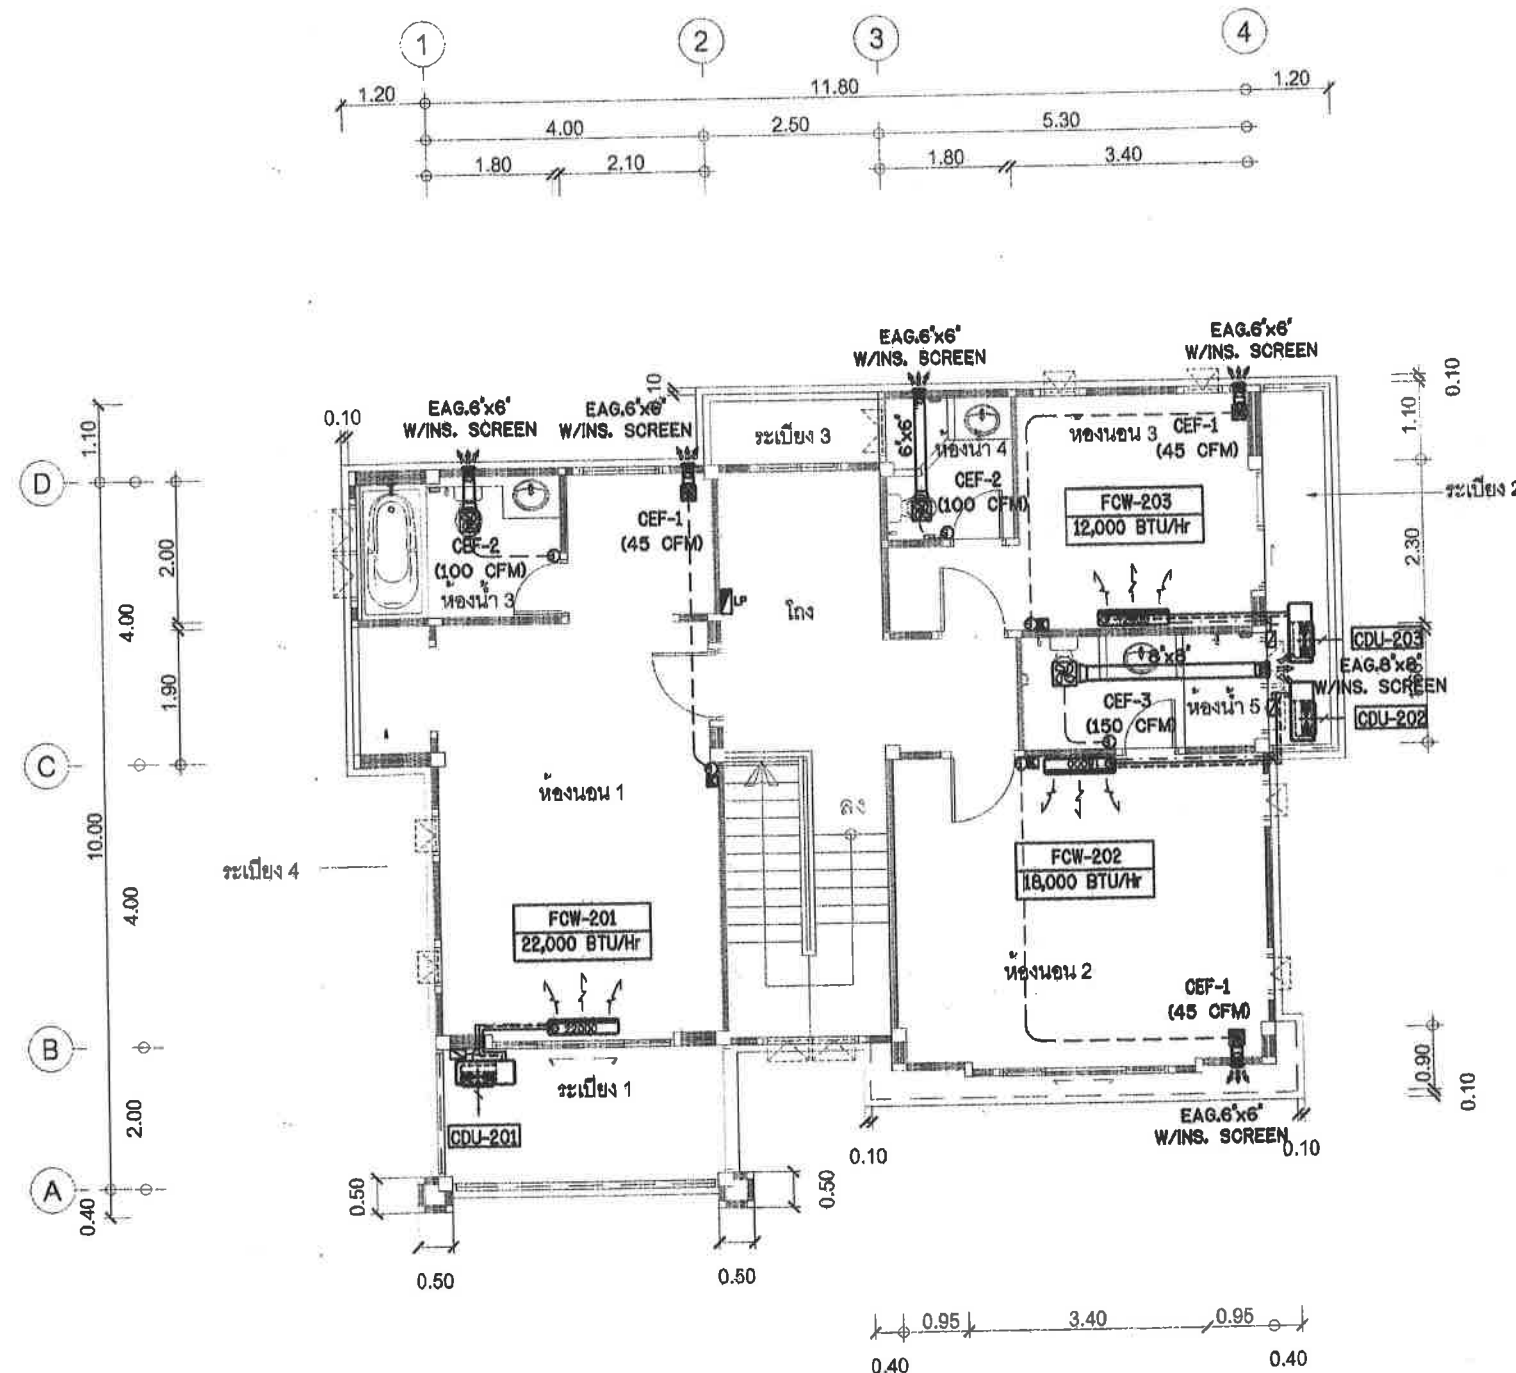 1
2
3
4
1.20
11.80
1.20
4.00
2.50
5.30
1.80
2.10
1.80
3.40
EAG.6"x6"
W/INS. SCREEN
EAG.6"x6"
W/INS. SCREEN
0.10
1.10
0.10
EAG.6"x6"
W/INS. SCREEN
EAG.6"x6"
W/INS. SCREEN
10
ระเบียง 3
6"x6"
ห้องน้ำ 4
CEF-2
(100 CFM)
ห้องนอน 3
CEF-1
(45 CFM)
1.10
D
ระเบียง 2
FCW-203
12,000 BTU/Hr
CEF-1
(45 CFM)
CEF-2
(100 CFM)
ห้องน้ำ 3
2.00
2.30
4.00
LP
โถง
CDU-203
8"x8"
EAG.8"x8"
W/INS. SCREEN
1.90
CEF-3
(150 CFM)
ห้องน้ำ 5
CDU-202
C
18000
ห้องนอน 1
ลง
10.00
ระเบียง 4
FCW-202
18,000 BTU/Hr
4.00
FCW-201
22,000 BTU/Hr
ห้องนอน 2
CEF-1
(45 CFM)
22000
B
0.90
0.10
ระเบียง 1
2.00
CDU-201
EAG.6"x6"
W/INS. SCREEN
0.10
0.10
A
0.40
0.50
0.50
0.50
0.50
0.95
3.40
0.95
0.40
0.40